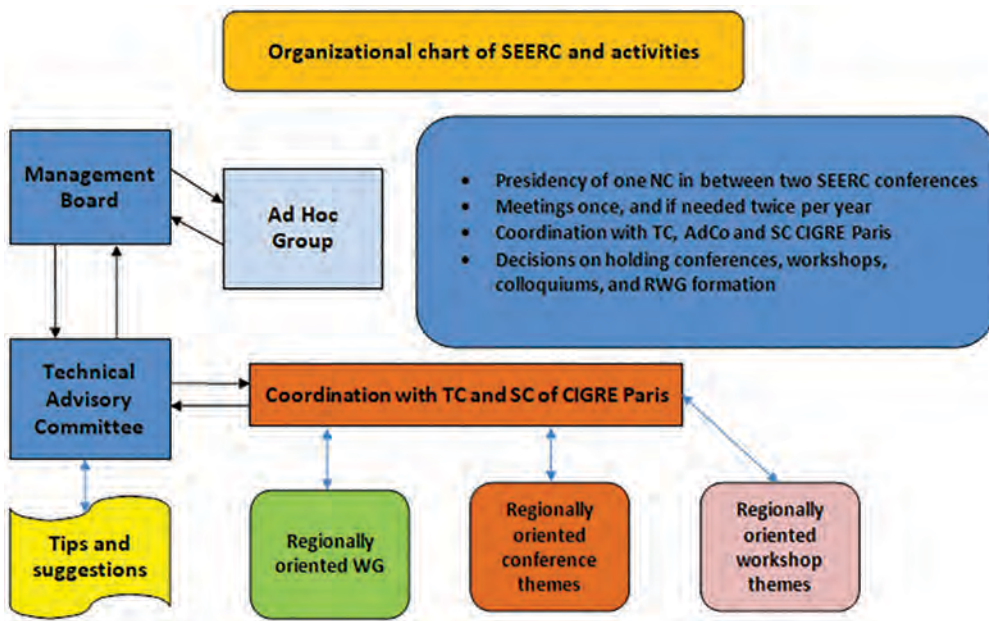 Organizational chart of SEERC and activities
Management
Board
Ad Hoc
Group
• Presidency of one NC in between two SEERC conferences
• Meetings once, and if needed twice per year
• Coordination with TC, AdCo and SC CIGRE Paris
• Decisions on holding conferences, workshops,
colloquiums, and RWG formation
Technical
Advisory
Committee
Coordination with TC and SC of CIGRE Paris
Tips and
suggestions
Regionally
oriented WG
Regionally
oriented
conference
themes
Regionally
oriented
workshop
themes